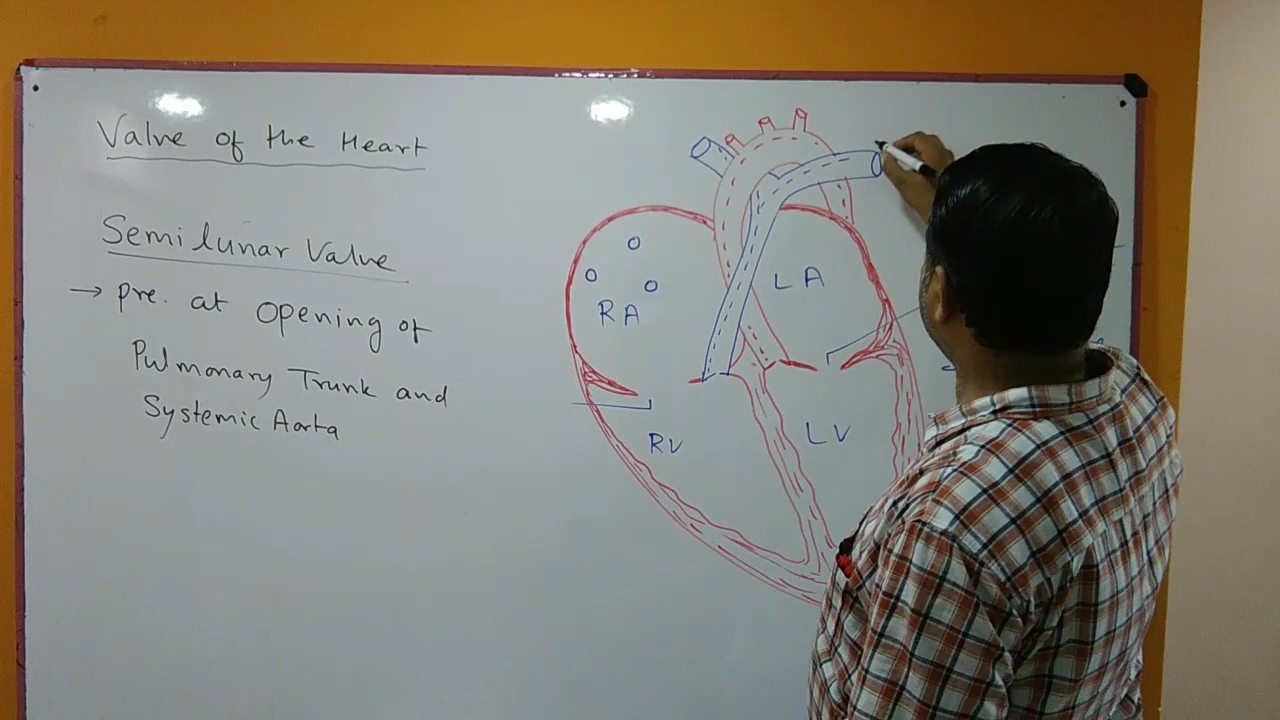 Valve of the Heart
Semilunar Valve
→ Pre. at opening of
Pulmonary Trunk and
Systemic Aorta
RA
LA
RV
LV